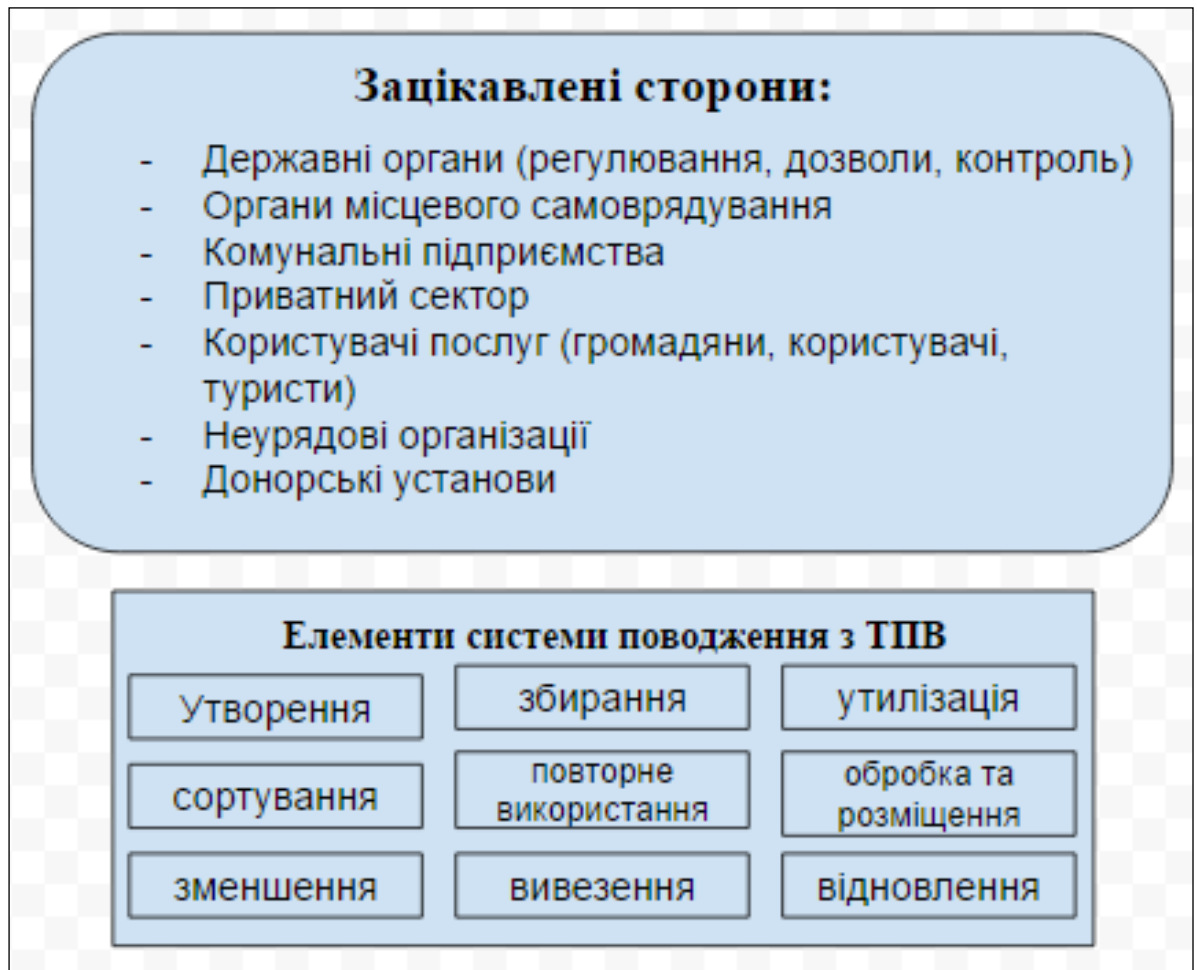 Зацікавлені сторони:
- Державні органи (регулювання, дозволи, контроль)
- Органи місцевого самоврядування
- Комунальні підприємства
- Приватний сектор
- Користувачі послуг (громадяни, користувачі,
туристи)
- Неурядові організації
- Донорські установи
Елементи системи поводження з ТПВ
Утворення
збирання
утилізація
сортування
повторне
використання
обробка та
розміщення
зменшення
вивезення
відновлення